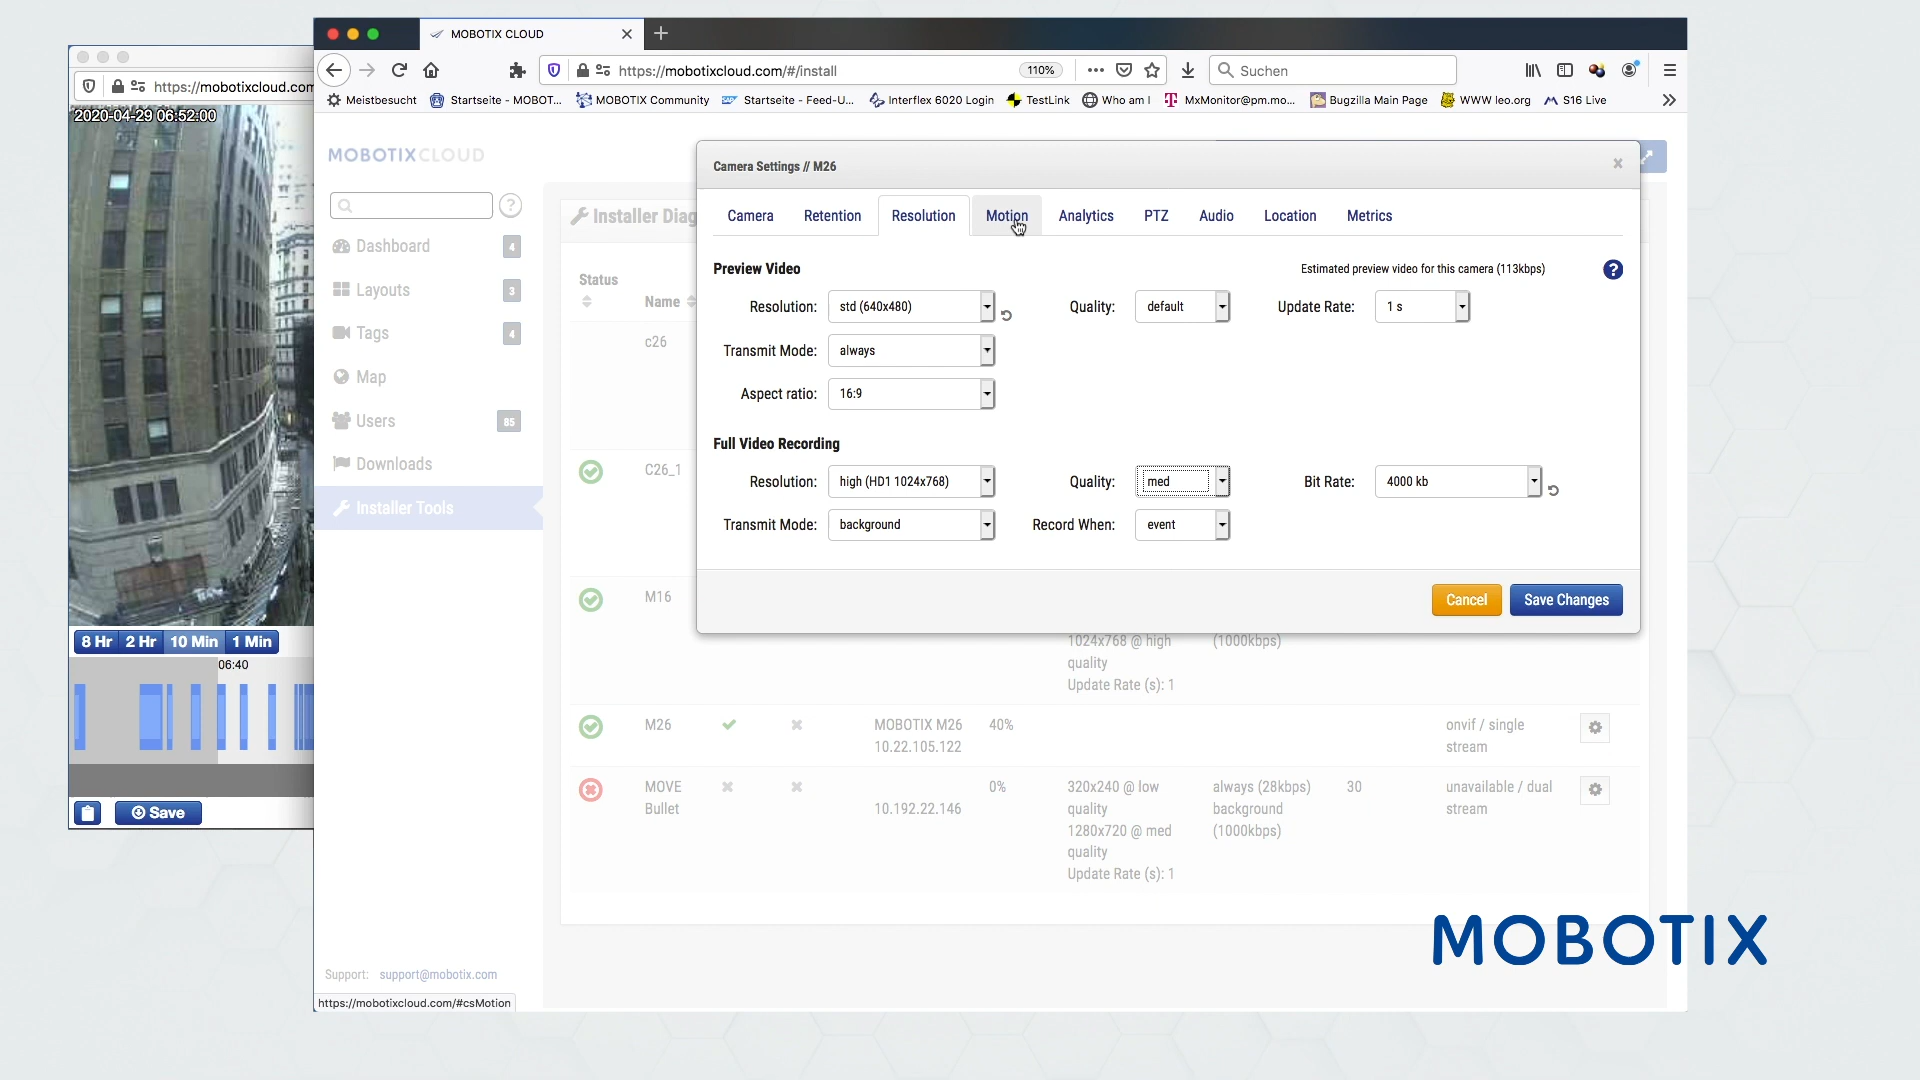 MOBOTIX CLOUD
https://mobotixcloud.com/#/install
110%
Suchen
https://mobotixcloud.com
Meistbesucht
Startseite - MOBOT...
MOBOTIX Community
Startseite - Feed-U...
Interflex 6020 Login
TestLink
Who am I
MxMonitor@pm.mo...
Bugzilla Main Page
WWW leo.org
S16 Live
2020-04-29 06:52:00
MOBOTIXCLOUD
Dashboard 4
Layouts 3
Tags 4
Map
Users 85
Downloads
Installer Tools
Support: support@mobotix.com
https://mobotixcloud.com/#csMotion
8 Hr 2 Hr 10 Min 1 Min
06:40
Save
Installer Diag
Status
Name
c26
C26_1
M16
Camera Settings // M26
Camera Retention Resolution Motion Analytics PTZ Audio Location Metrics
Preview Video
Estimated preview video for this camera (113kbps)
Resolution: std (640x480) Quality: default Update Rate: 1 s
Transmit Mode: always
Aspect ratio: 16:9
Full Video Recording
Resolution: high (HD1 1024x768) Quality: med Bit Rate: 4000 kb
Transmit Mode: background Record When: event
Cancel Save Changes
1024x768 @ high (1000kbps)
quality
Update Rate (s): 1
M26 MOBOTIX M26 40% onvif / single
10.22.105.122 stream
MOVE 0% 320x240 @ low always (28kbps) 30 unavailable / dual
Bullet 10.192.22.146 quality background stream
1280x720 @ med (1000kbps)
quality
Update Rate (s): 1
MOBOTIX